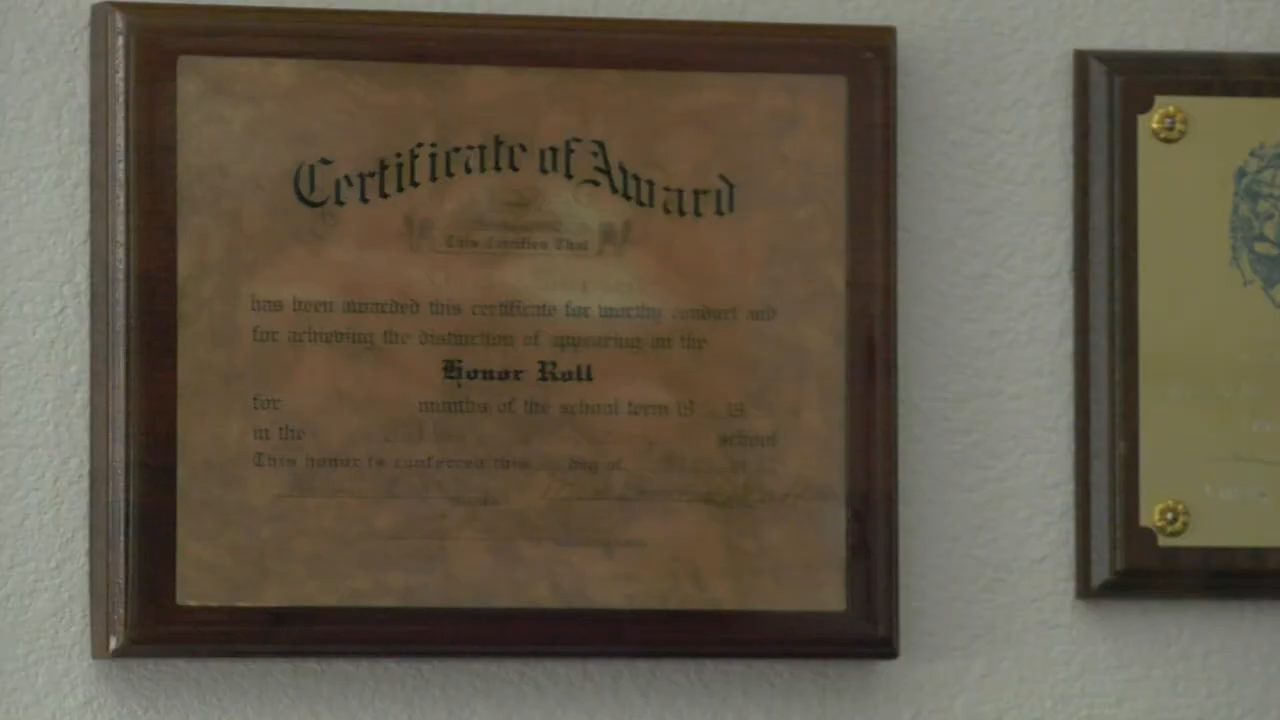 Certificate of Award
This Certifies That
has been awarded this certificate for worthy conduct and
for achieving the distinction of appearing on the
Honor Roll
for months of the school term 19 19
in the school
This honor is conferred this day of